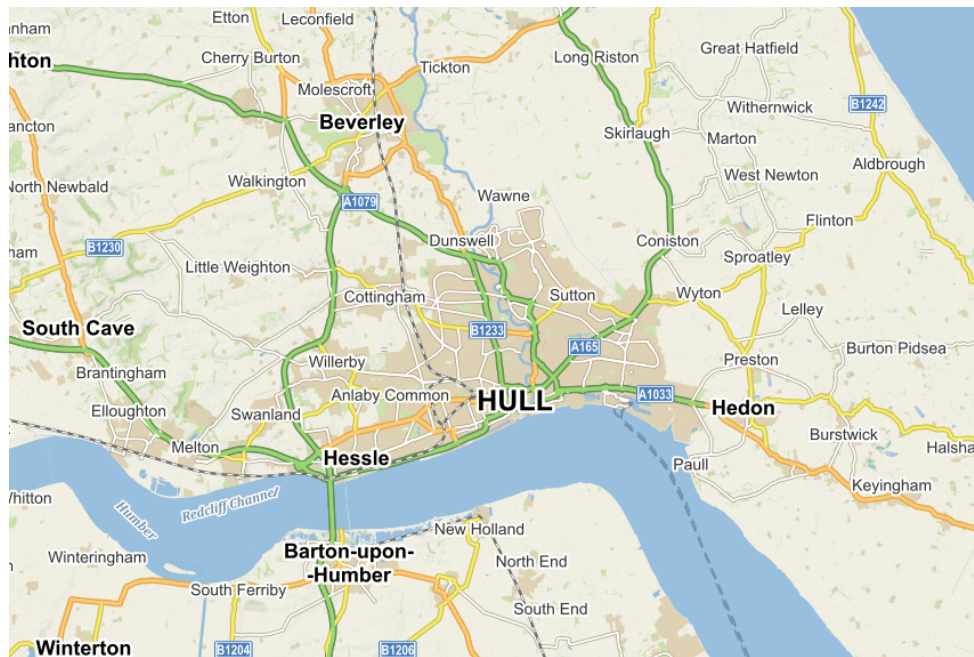 Etton
Leconfield
anham
hton
Cherry Burton
Tickton
Long Riston
Great Hatfield
Molescroft
Withernwick
B1242
ancton
Beverley
Skirlaugh
Marton
Aldbrough
North Newbald
Walkington
West Newton
A1079
Wawne
Flinton
ham
B1230
Dunswell
Coniston
Sproatley
Little Weighton
Cottingham
Sutton
Wyton
Lelley
South Cave
B1233
A165
Burton Pidsea
Brantingham
Willerby
Preston
Anlaby Common
HULL
A1033
Hedon
Elloughton
Swanland
Burstwick
Melton
Halsha
Hessle
Paull
Keyingham
Whitton
Redcliff Channel
Humber
New Holland
Winteringham
Barton-upon-
-Humber
North End
South Ferriby
South End
Winterton
B1204
B1206